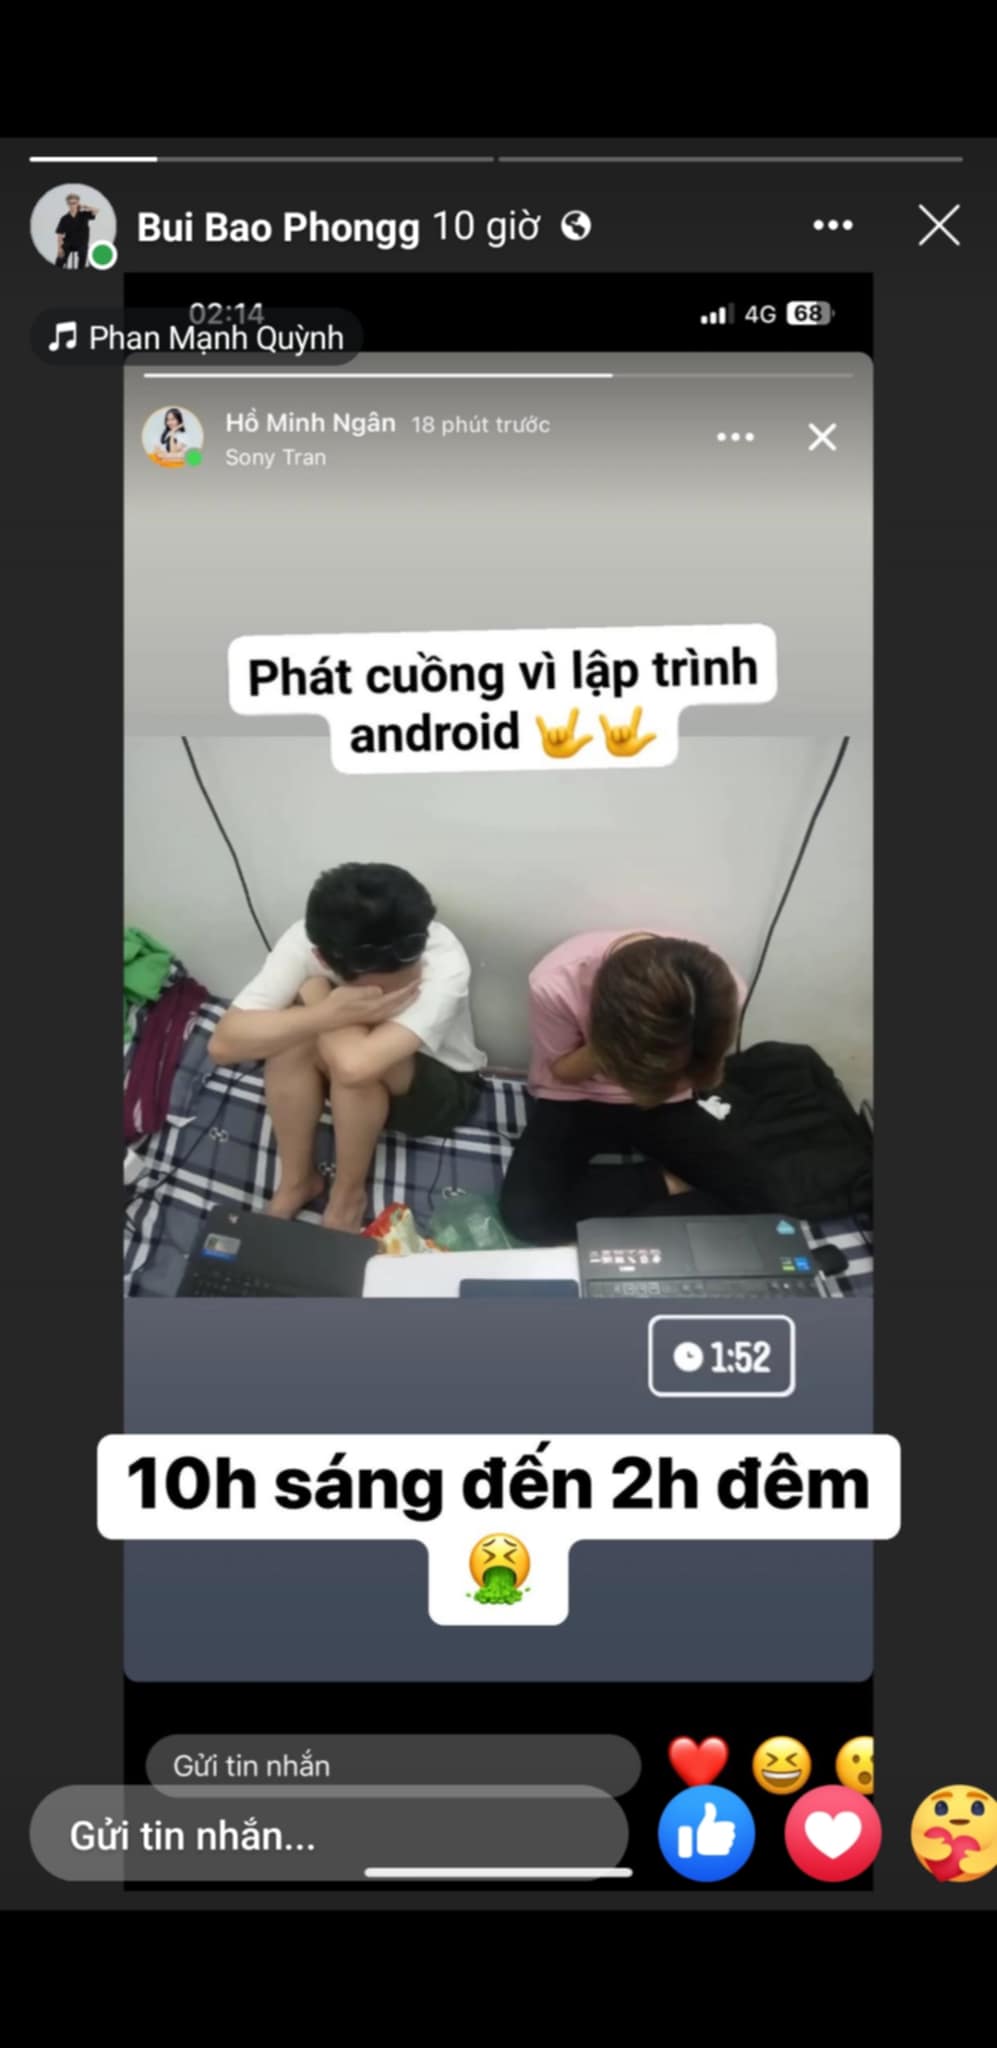 Bui Bao Phongg 10 giờ
02:14
4G 68
Phan Mạnh Quỳnh
Hồ Minh Ngân 18 phút trước
Sony Tran
Phát cuồng vì lập trình
android 🤟🤟
1:52
10h sáng đến 2h đêm
🤮
Gửi tin nhắn
Gửi tin nhắn...